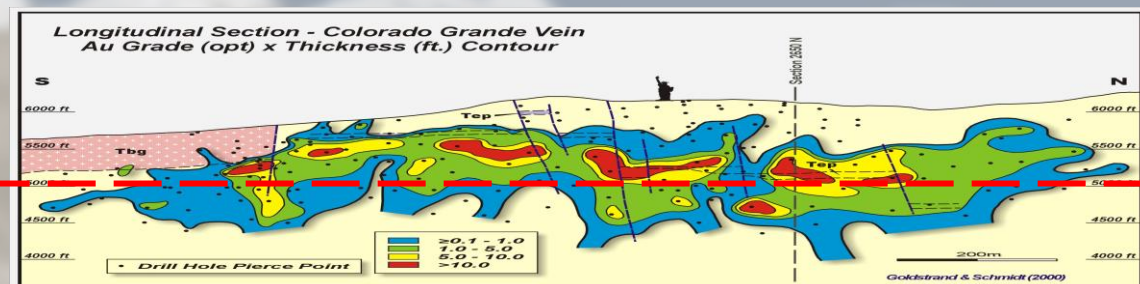 Longitudinal Section - Colorado Grande Vein
Au Grade (opt) x Thickness (ft.) Contour
Section 2650 N
S
N
6000 ft
6000 ft
Tep
5500 ft
5500 ft
Tbg
Tep
4500 ft
4500 ft
≥0.1 - 1.0
1.0 - 5.0
5.0 - 10.0
>10.0
4000 ft
4000 ft
• Drill Hole Pierce Point
200m
Goldstrand & Schmidt (2000)